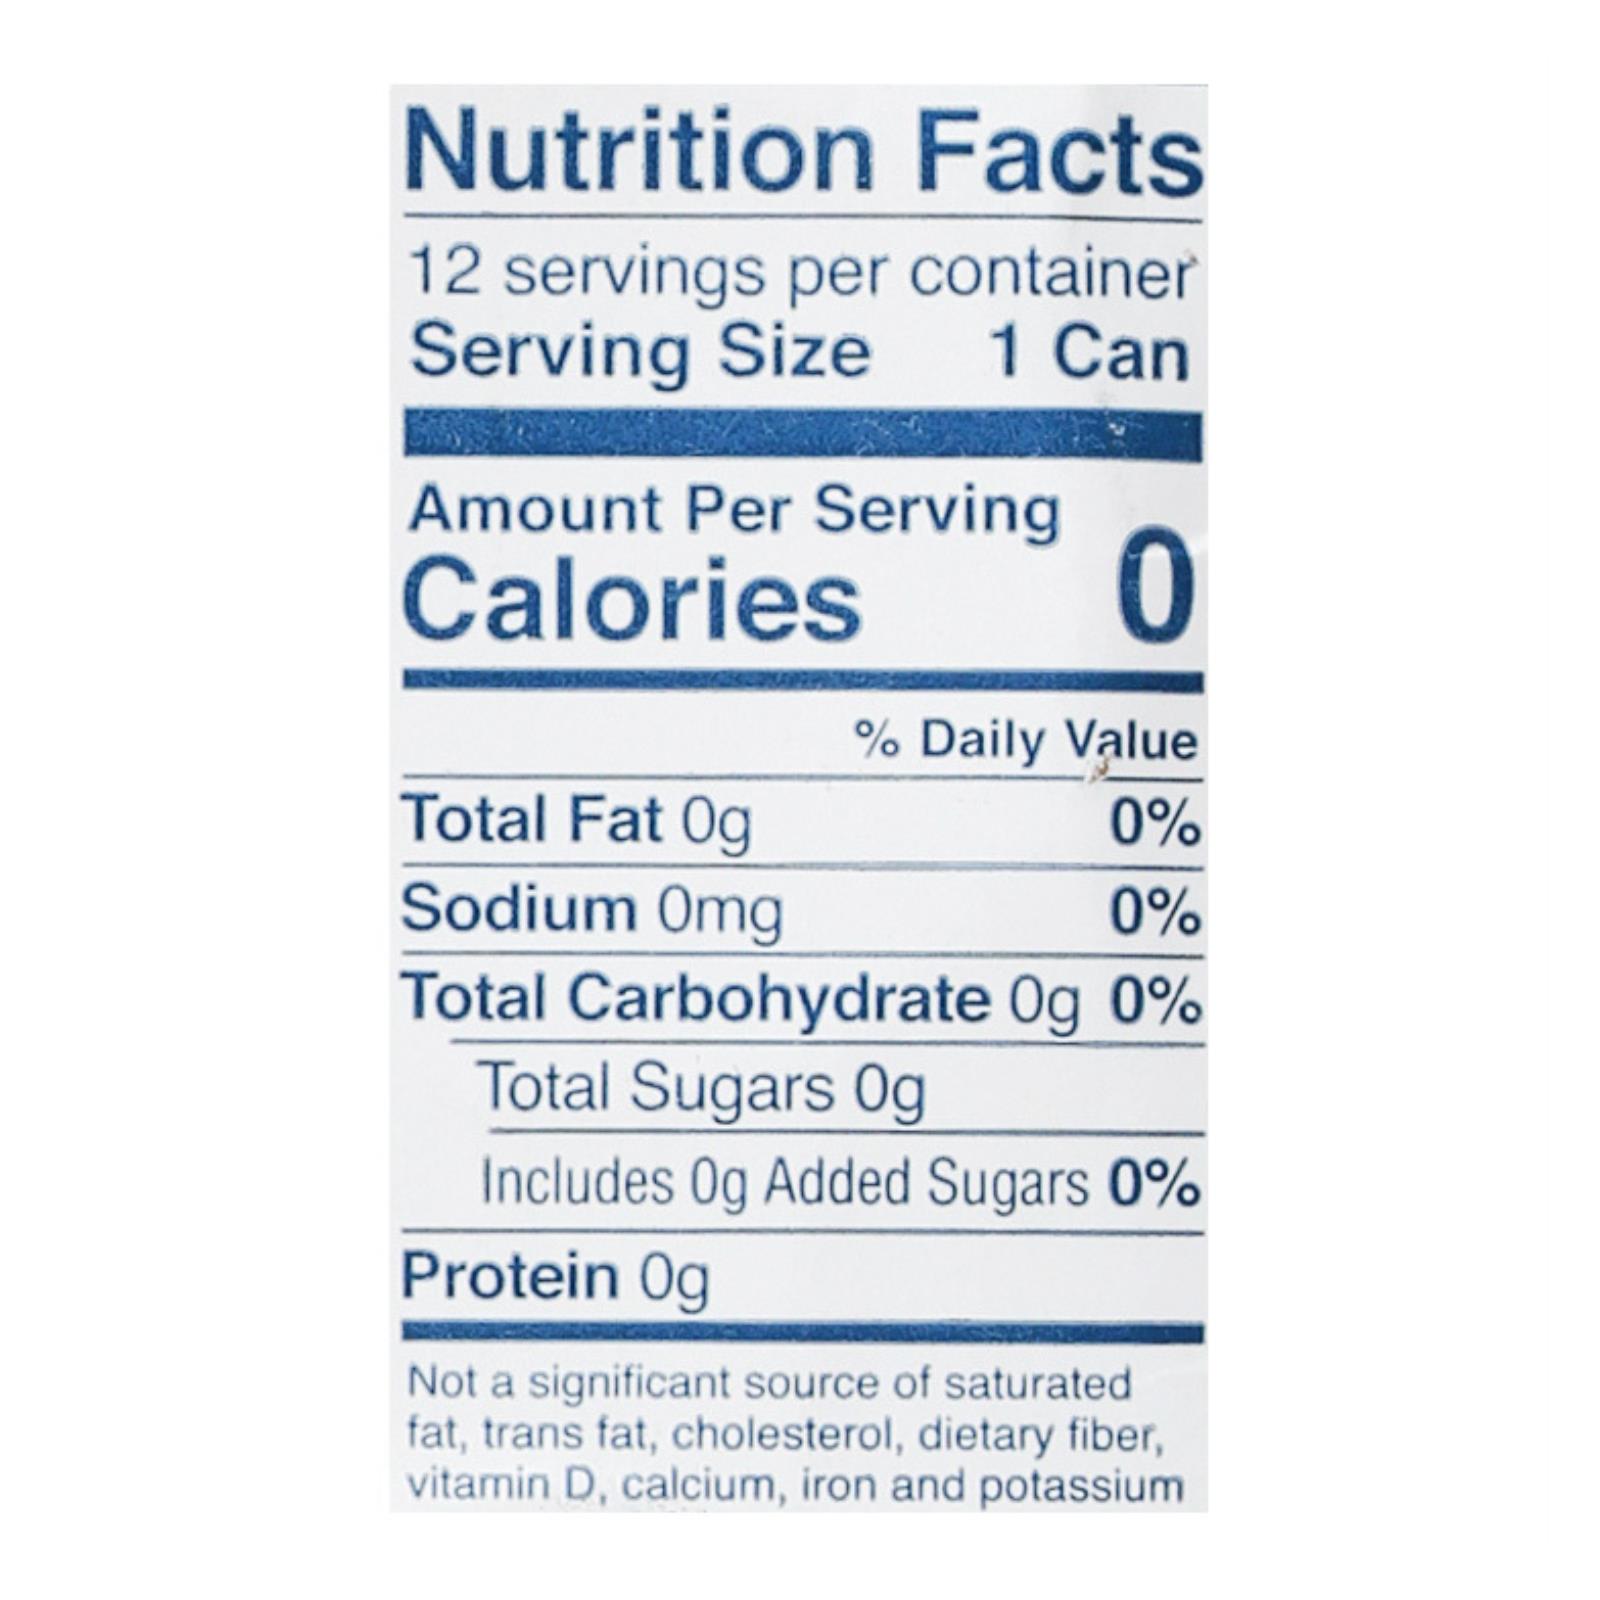 Nutrition Facts
12 servings per container
Serving Size 1 Can
Amount Per Serving
Calories 0
% Daily Value
Total Fat 0g 0%
Sodium 0mg 0%
Total Carbohydrate 0g 0%
Total Sugars 0g
Includes 0g Added Sugars 0%
Protein 0g
Not a significant source of saturated
fat, trans fat, cholesterol, dietary fiber,
vitamin D, calcium, iron and potassium